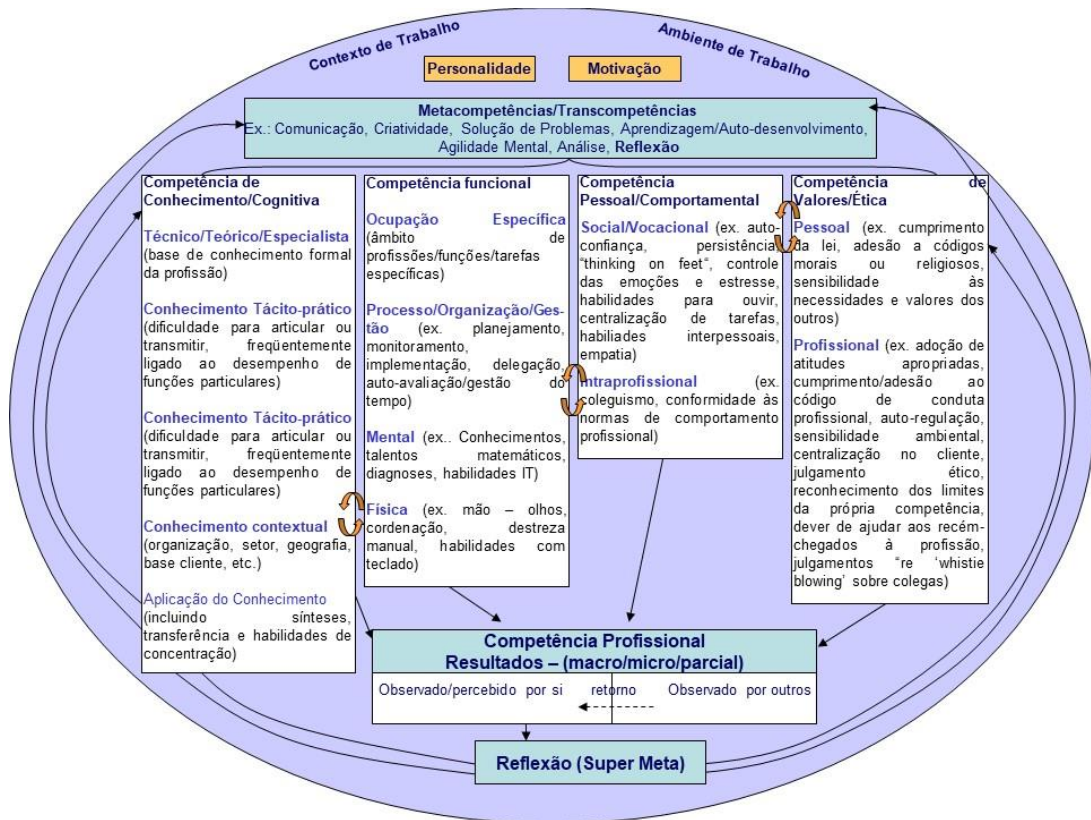 Contexto de Trabalho
Ambiente de Trabalho
Personalidade
Motivação
Metacompetências/Transcompetências
Ex.: Comunicação, Criatividade, Solução de Problemas, Aprendizagem/Auto-desenvolvimento,
Agilidade Mental, Análise, Reflexão
Competência de
Conhecimento/Cognitiva
Técnico/Teórico/Especialista
(base de conhecimento formal
da profissão)
Conhecimento Tácito-prático
(dificuldade para articular ou
transmitir, freqüentemente
ligado ao desempenho de
funções particulares)
Conhecimento Tácito-prático
(dificuldade para articular ou
transmitir, freqüentemente
ligado ao desempenho de
funções particulares)
Conhecimento contextual
(organização, setor, geografia,
base cliente, etc.)
Aplicação do Conhecimento
(incluindo sínteses,
transferência e habilidades de
concentração)
Competência funcional
Ocupação Específica
(âmbito de
profissões/funções/tarefas
específicas)
Processo/Organização/Ges-
tão (ex. planejamento,
monitoramento,
implementação, delegação,
auto-avaliação/gestão do
tempo)
Mental (ex.. Conhecimentos,
talentos matemáticos,
diagnoses, habilidades IT)
Física (ex. mão – olhos,
cordenação, destreza
manual, habilidades com
teclado)
Competência
Pessoal/Comportamental
Social/Vocacional (ex. auto-
confiança, persistência
"thinking on feet", controle
das emoções e estresse,
habilidades para ouvir,
centralização de tarefas,
habiliades interpessoais,
empatia)
Intraprofissional (ex.
coleguismo, conformidade às
normas de comportamento
profissional)
Competência de
Valores/Ética
Pessoal (ex. cumprimento
da lei, adesão a códigos
morais ou religiosos,
sensibilidade às
necessidades e valores dos
outros)
Profissional (ex. adoção de
atitudes apropriadas,
cumprimento/adesão ao
código de conduta
profissional, auto-regulação,
sensibilidade ambiental,
centralização no cliente,
julgamento ético,
reconhecimento dos limites
da própria competência,
dever de ajudar aos recém-
chegados à profissão,
julgamentos "re 'whistie
blowing' sobre colegas)
Competência Profissional
Resultados – (macro/micro/parcial)
Observado/percebido por si retorno Observado por outros
Reflexão (Super Meta)